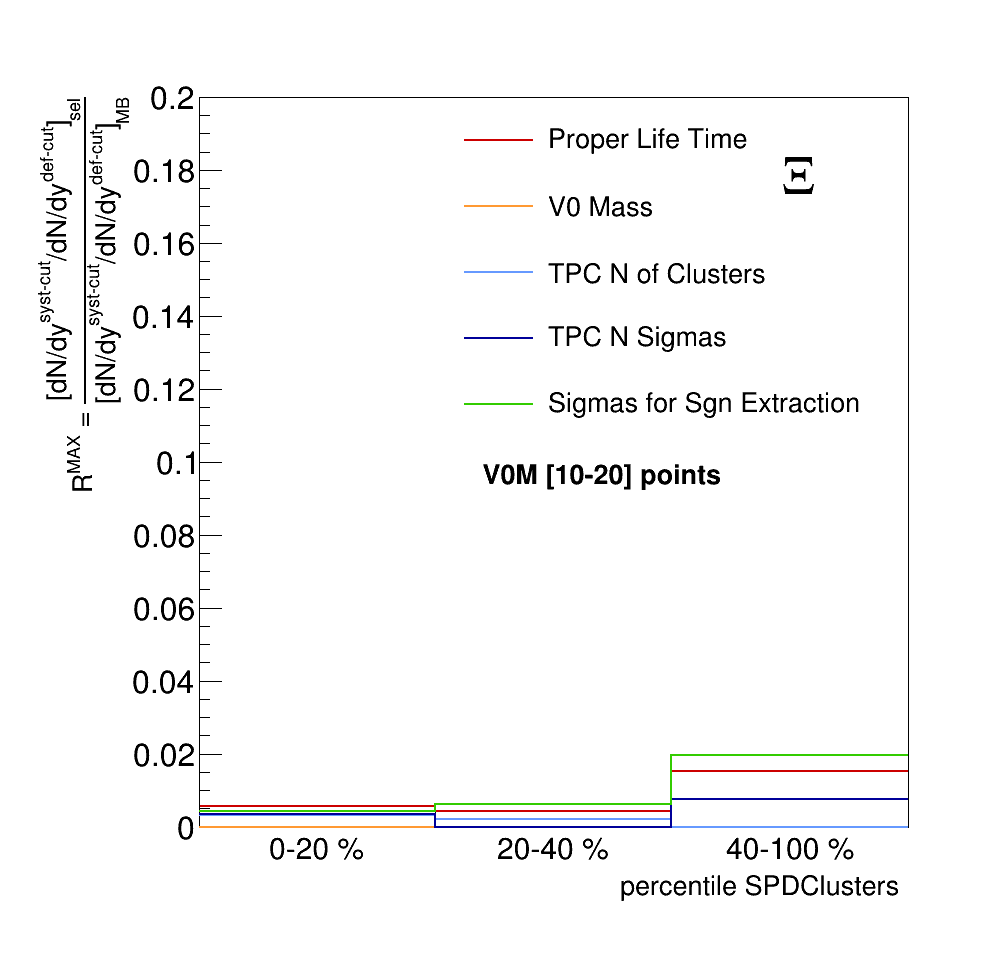 R^MAX = [dN/dy^syst-cut/dN/dy^def-cut]_sel
[dN/dy^syst-cut/dN/dy^def-cut]_MB
0.2
0.18
0.16
0.14
0.12
0.1
0.08
0.06
0.04
0.02
0
Proper Life Time
Ξ
V0 Mass
TPC N of Clusters
TPC N Sigmas
Sigmas for Sgn Extraction
V0M [10-20] points
0-20 % 20-40 % 40-100 %
percentile SPDClusters